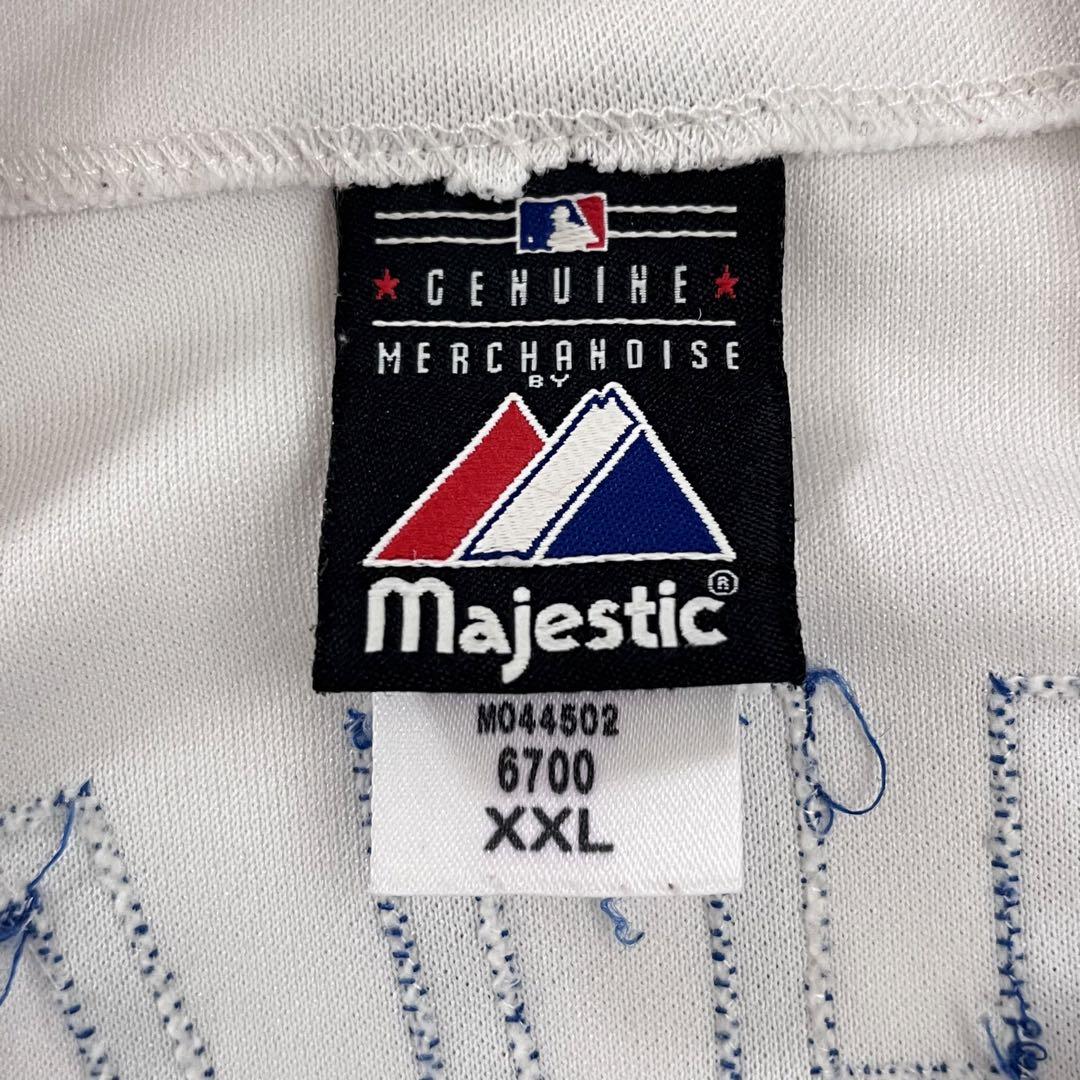 GENUINE
MERCHANDISE
BY
Majestic®
M044502
6700
XXL